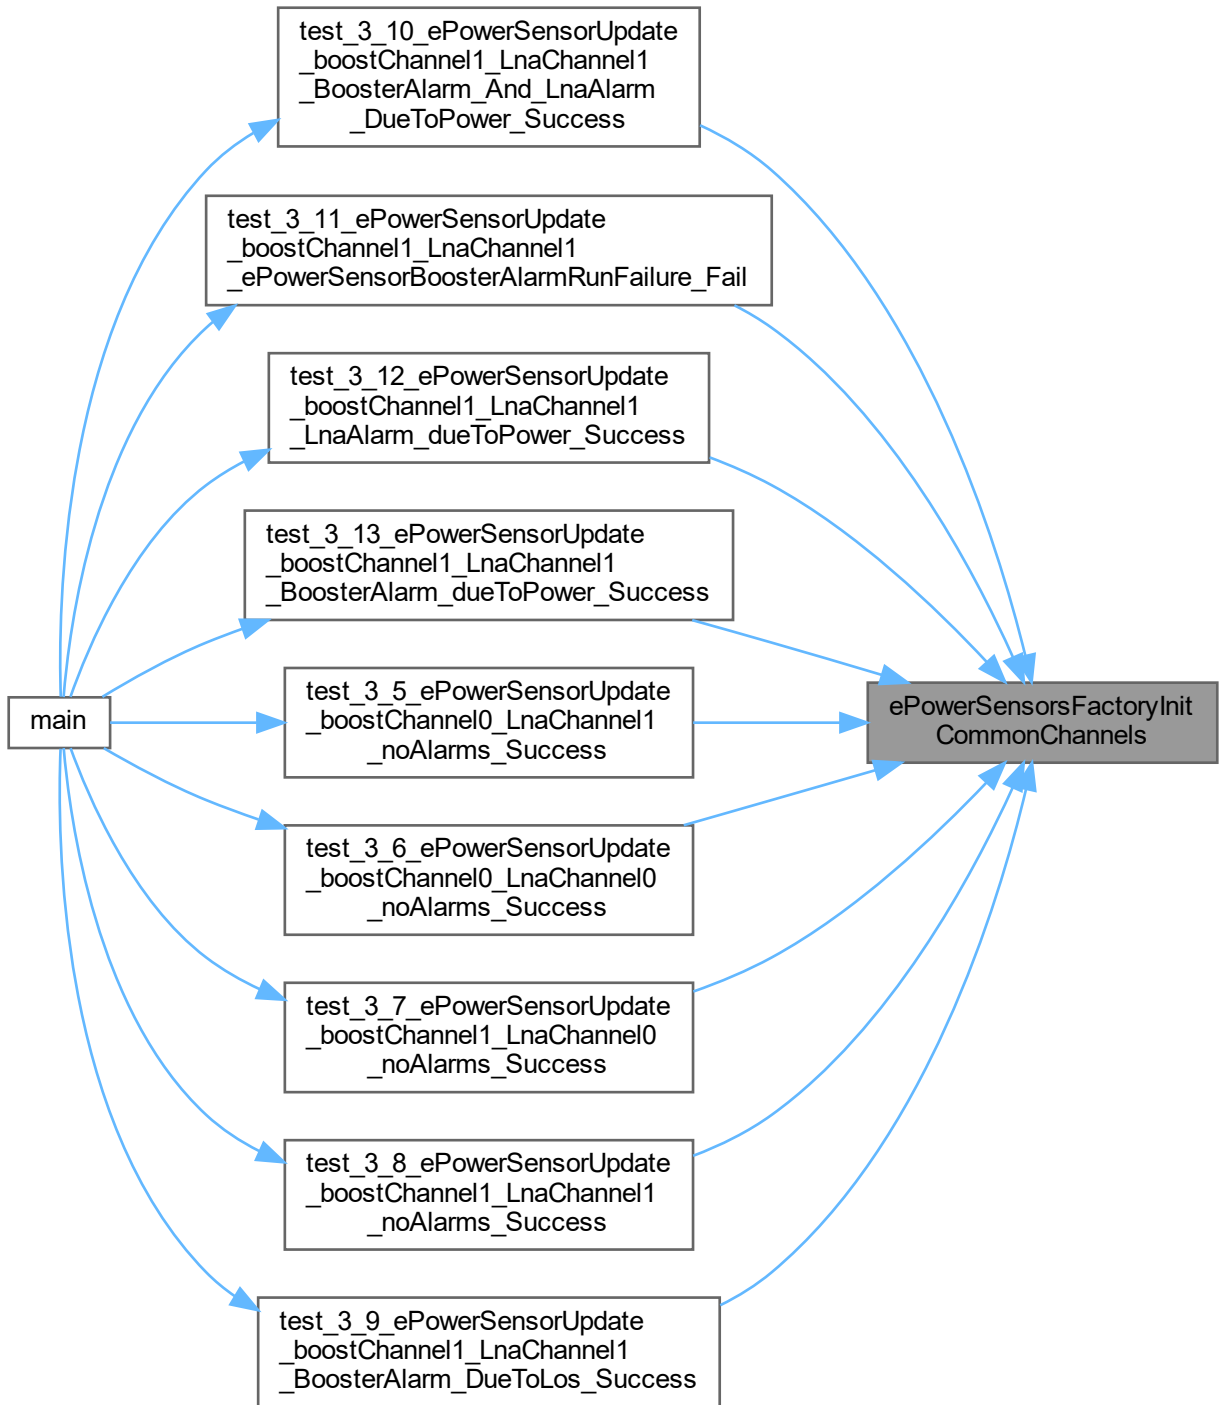 test_3_10_ePowerSensorUpdate
_boostChannel1_LnaChannel1
_BoosterAlarm_And_LnaAlarm
_DueToPower_Success
test_3_11_ePowerSensorUpdate
_boostChannel1_LnaChannel1
_ePowerSensorBoosterAlarmRunFailure_Fail
test_3_12_ePowerSensorUpdate
_boostChannel1_LnaChannel1
_LnaAlarm_dueToPower_Success
test_3_13_ePowerSensorUpdate
_boostChannel1_LnaChannel1
_BoosterAlarm_dueToPower_Success
main
test_3_5_ePowerSensorUpdate
_boostChannel0_LnaChannel1
_noAlarms_Success
ePowerSensorsFactoryInit
CommonChannels
test_3_6_ePowerSensorUpdate
_boostChannel0_LnaChannel0
_noAlarms_Success
test_3_7_ePowerSensorUpdate
_boostChannel1_LnaChannel0
_noAlarms_Success
test_3_8_ePowerSensorUpdate
_boostChannel1_LnaChannel1
_noAlarms_Success
test_3_9_ePowerSensorUpdate
_boostChannel1_LnaChannel1
_BoosterAlarm_DueToLos_Success